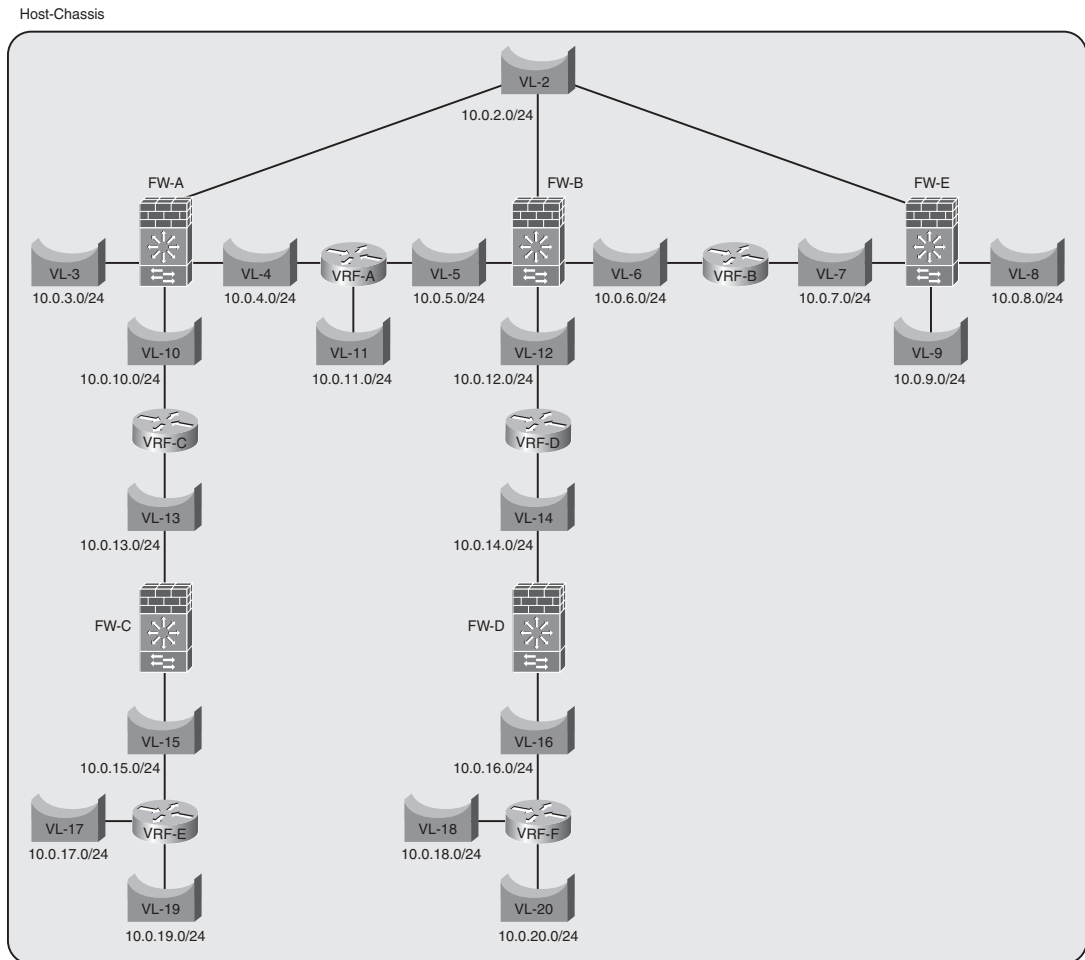 Host-Chassis
VL-2
10.0.2.0/24
FW-A
FW-B
FW-E
VL-3
VL-4
VRF-A
VL-5
VL-6
VRF-B
VL-7
VL-8
10.0.3.0/24
10.0.4.0/24
10.0.5.0/24
10.0.6.0/24
10.0.7.0/24
10.0.8.0/24
VL-10
VL-11
VL-12
VL-9
10.0.10.0/24
10.0.11.0/24
10.0.12.0/24
10.0.9.0/24
VRF-C
VRF-D
VL-13
VL-14
10.0.13.0/24
10.0.14.0/24
FW-C
FW-D
VL-15
VL-16
10.0.15.0/24
10.0.16.0/24
VL-17
VRF-E
VL-18
VRF-F
10.0.17.0/24
10.0.18.0/24
VL-19
VL-20
10.0.19.0/24
10.0.20.0/24